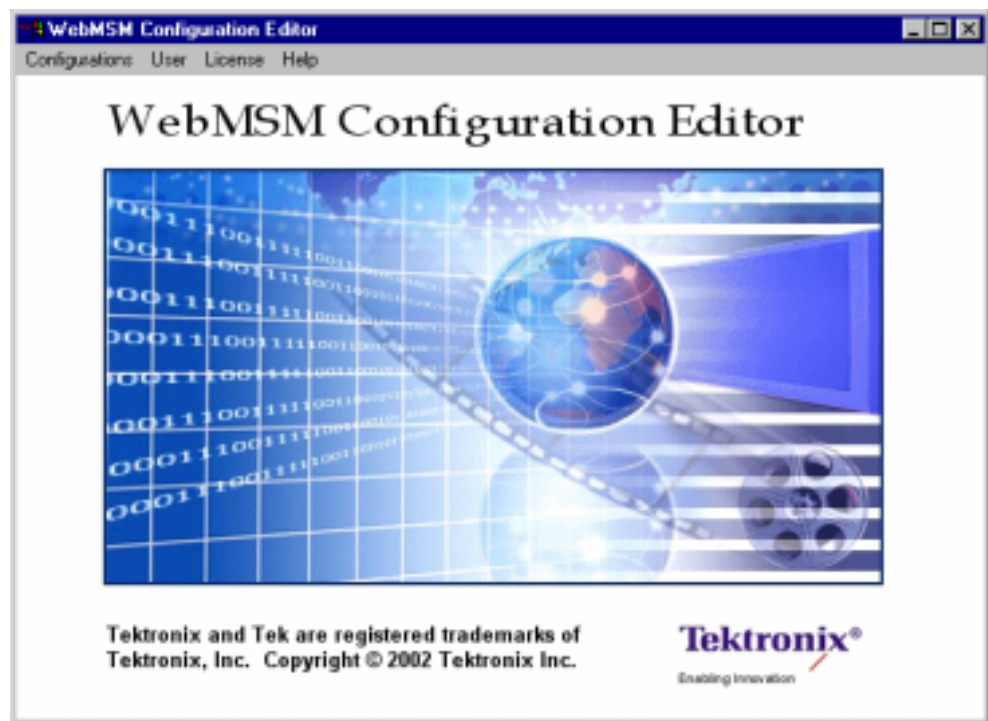 WebMSM Configuration Editor
Configurations User License Help
WebMSM Configuration Editor
Tektronix and Tek are registered trademarks of
Tektronix, Inc. Copyright © 2002 Tektronix Inc.
Tektronix®
Enabling Innovation